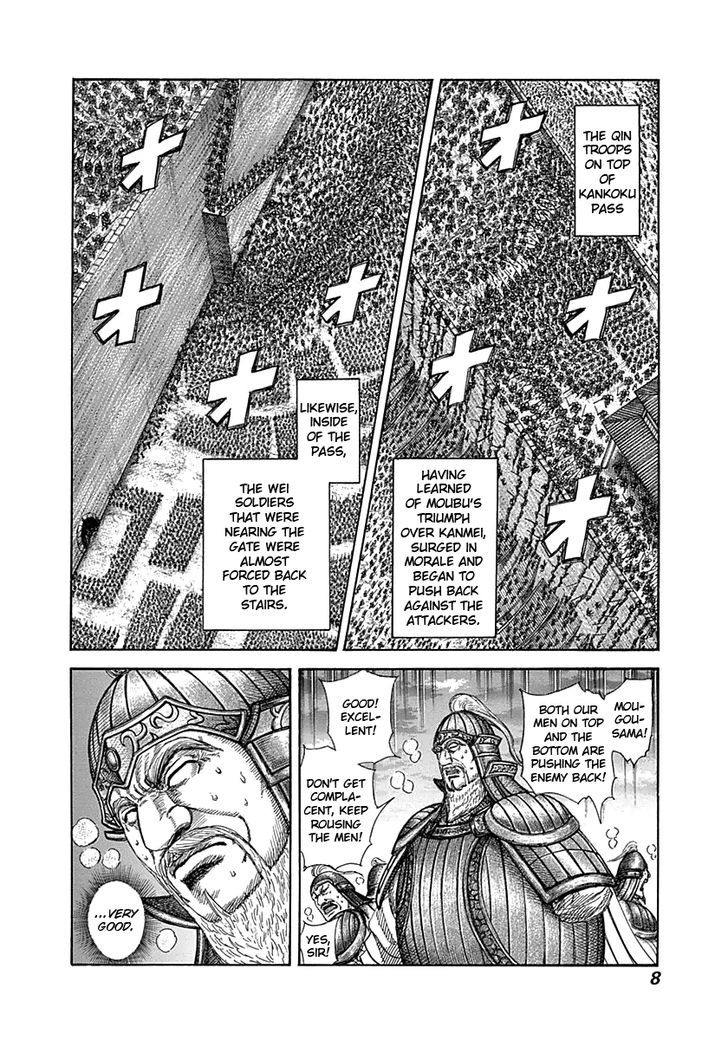 THE QIN
TROOPS
ON TOP
OF
KANKOKU
PASS
HAVING
LEARNED
OF MOUBU'S
TRIUMPH
OVER KANMEI,
SURGED IN
MORALE AND
BEGAN TO
PUSH BACK
AGAINST THE
ATTACKERS.
LIKEWISE,
INSIDE
OF THE
PASS,
THE WEI
SOLDIERS
THAT WERE
NEARING THE
GATE WERE
ALMOST
FORCED BACK
TO THE
STAIRS.
MOU-
GOU-
SAMA!
BOTH OUR
MEN ON TOP
AND THE
BOTTOM ARE
PUSHING THE
ENEMY BACK!
GOOD!
EXCEL-
LENT!
DON'T GET
COMPLA-
CENT, KEEP
ROUSING
THE MEN!
YES,
SIR!
...VERY
GOOD.
8